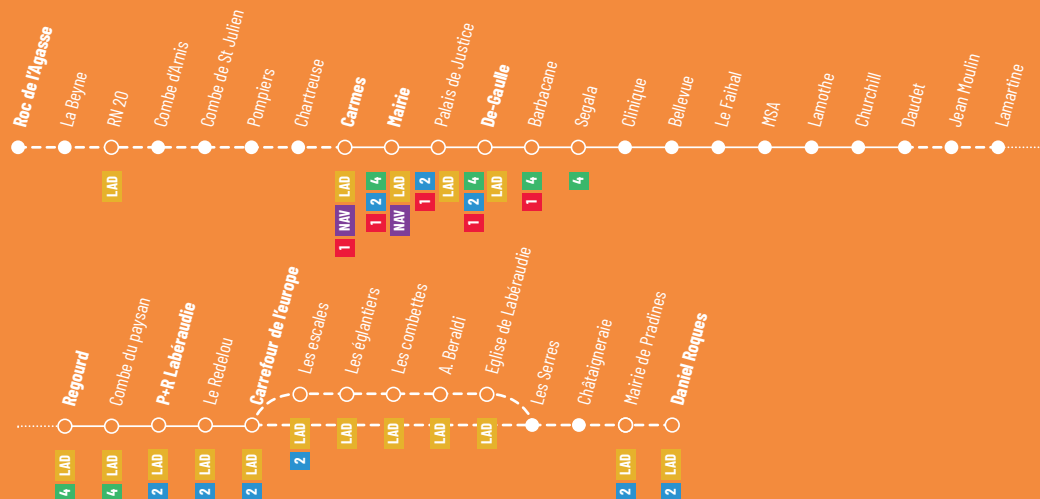 Roc de l'Agasse
La Beyne
RN 20
Combe d'Arnis
Combe de St Julien
Pompiers
Chartreuse
Carmes
Mairie
Palais de Justice
De-Gaulle
Barbacane
Segala
Clinique
Bellevue
Le Faihal
MSA
Lamothe
Churchill
Daudet
Jean Moulin
Lamartine
LAD
1 NAV LAD
1 2 4
NAV LAD
1 2
LAD
1 2 4
LAD
1 4
4
Regourd
Combe du paysan
P+R Labéraudie
Le Redelou
Carrefour de l'europe
Les escales
Les églantiers
Les combettes
A. Beraldi
Eglise de Labéraudie
Les Serres
Châtaigneraie
Mairie de Pradines
Daniel Roques
4 LAD
4 LAD
2 LAD
2 LAD
2 LAD
2 LAD
LAD
LAD
LAD
LAD
2 LAD
2 LAD